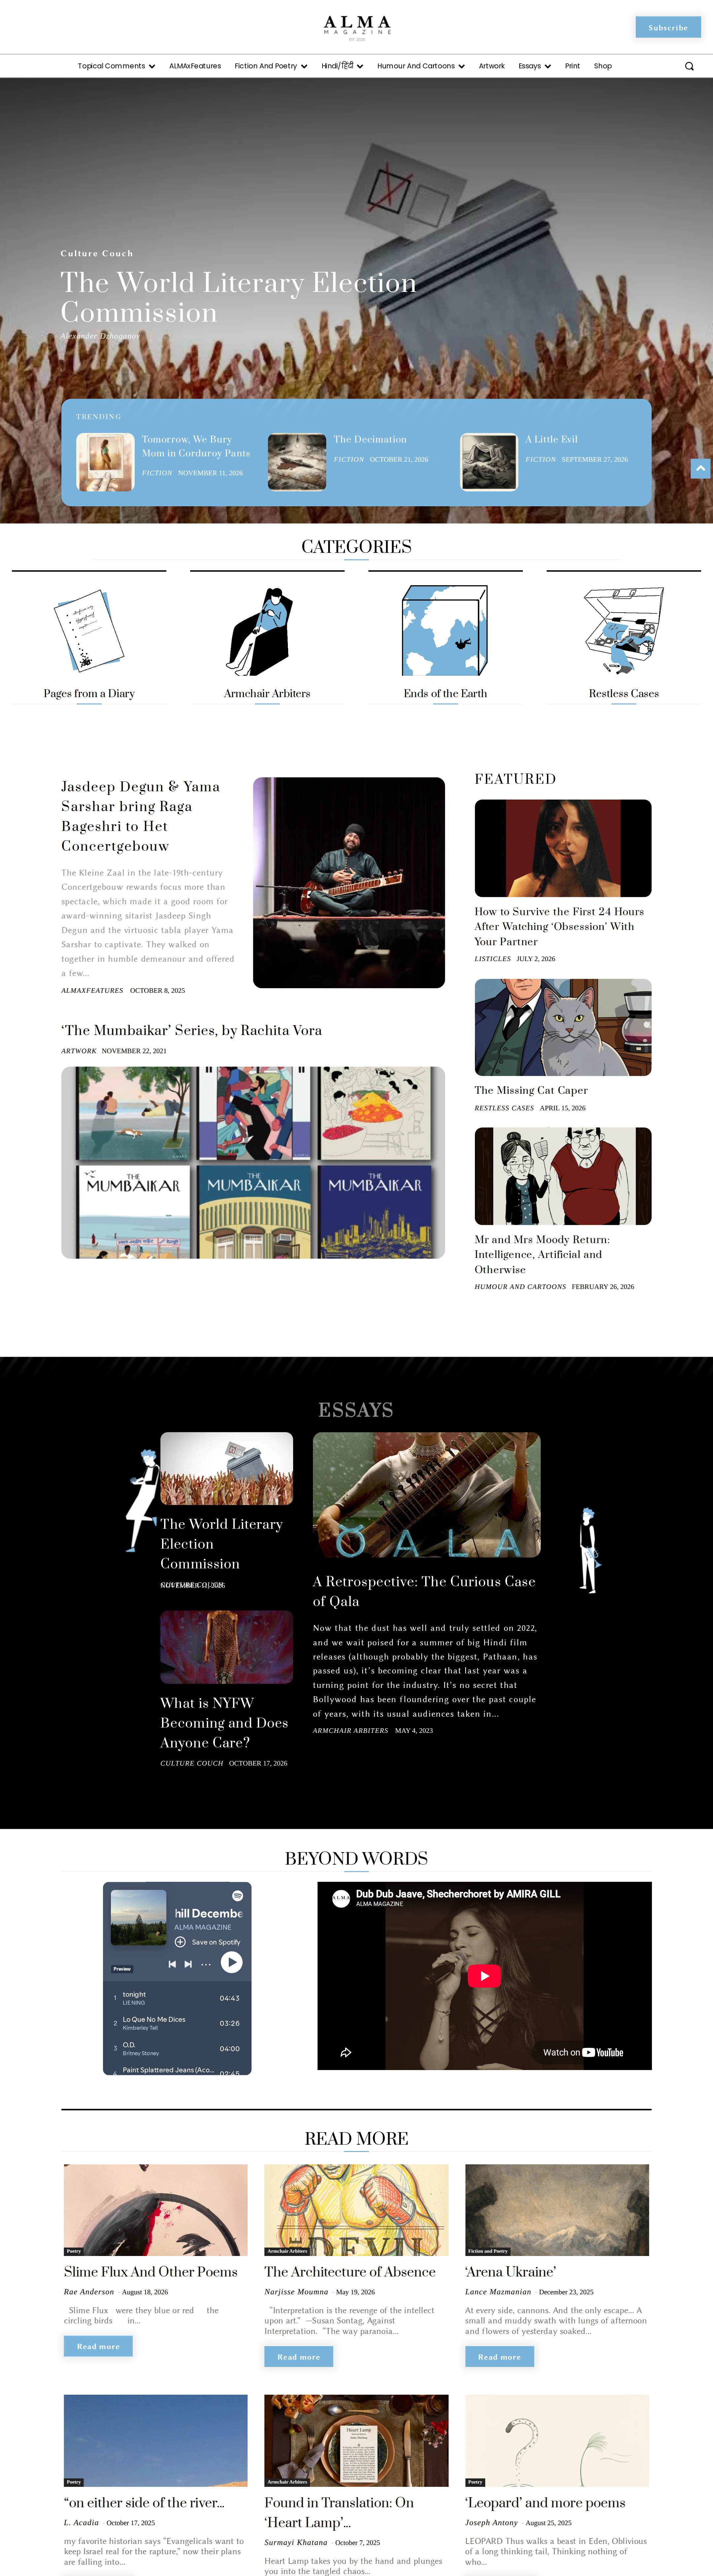 ALMA
MAGAZINE
Subscribe
Topical Comments
ALMAxFeatures
Fiction And Poetry
Hindi/हिंदी
Humour And Cartoons
Artwork
Essays
Print
Shop
Culture Couch
The World Literary Election
Commission
Alexander Dzhoganov
TRENDING
Tomorrow, We Bury
Mom in Corduroy Pants
FICTION NOVEMBER 11, 2026
The Decimation
FICTION OCTOBER 21, 2026
A Little Evil
FICTION SEPTEMBER 27, 2026
CATEGORIES
Pages from a Diary
Armchair Arbiters
Ends of the Earth
Restless Cases
Jasdeep Degun & Yama
Sarshar bring Raga
Bageshri to Het
Concertgebouw
The Kleine Zaal in the late-19th-century
Concertgebouw rewards focus more than
spectacle, which made it a good room for
award-winning sitarist Jasdeep Singh
Degun and the virtuosic tabla player Yama
Sarshar to captivate. They walked on
together in humble demeanour and offered
a few...
ALMAXFEATURES OCTOBER 8, 2025
‘The Mumbaikar’ Series, by Rachita Vora
ARTWORK NOVEMBER 22, 2021
THE
MUMBAIKAR
THE
MUMBAIKAR
THE
MUMBAIKAR
FEATURED
How to Survive the First 24 Hours
After Watching ‘Obsession’ With
Your Partner
LISTICLES JULY 2, 2026
The Missing Cat Caper
RESTLESS CASES APRIL 15, 2026
Mr and Mrs Moody Return:
Intelligence, Artificial and
Otherwise
HUMOUR AND CARTOONS FEBRUARY 26, 2026
ESSAYS
The World Literary
Election
Commission
What is NYFW
Becoming and Does
Anyone Care?
CULTURE COUCH OCTOBER 17, 2026
QALA
A Retrospective: The Curious Case
of Qala
Now that the dust has well and truly settled on 2022,
and we wait poised for a summer of big Hindi film
releases (although probably the biggest, Pathaan, has
passed us), it’s becoming clear that last year was a
turning point for the industry. It’s no secret that
Bollywood has been floundering over the past couple
of years, with its usual audiences taken in...
ARMCHAIR ARBITERS MAY 4, 2023
BEYOND WORDS
hill Decembe
ALMA MAGAZINE
Save on Spotify
Preview
1 tonight 04:43
LIENING
2 Lo Que No Me Dices 03:26
Kimberley Tell
3 O.D. 04:00
Britney Stoney
Paint Splattered Jeans (Aco... 02:45
ALMA
Dub Dub Jaave, Shecherchoret by AMIRA GILL
ALMA MAGAZINE
Watch on YouTube
READ MORE
Poetry
Slime Flux And Other Poems
Rae Anderson - August 18, 2026
Slime Flux were they blue or red the
circling birds in...
Read more
DEVIL
Armchair Arbiters
The Architecture of Absence
Narjisse Moumna - May 19, 2026
"Interpretation is the revenge of the intellect
upon art." —Susan Sontag, Against
Interpretation. "The way paranoia...
Read more
Fiction and Poetry
‘Arena Ukraine’
Lance Mazmanian - December 23, 2025
At every side, cannons. And the only escape... A
small and muddy swath with lungs of afternoon
and flowers of yesterday soaked...
Read more
Poetry
“on either side of the river...
L. Acadia - October 17, 2025
my favorite historian says "Evangelicals want to
keep Israel real for the rapture," now their plans
are falling into...
Heart Lamp
Armchair Arbiters
Found in Translation: On
‘Heart Lamp’...
Surmayi Khatana - October 7, 2025
Heart Lamp takes you by the hand and plunges
you into the tangled chaos...
Poetry
‘Leopard’ and more poems
Joseph Antony - August 25, 2025
LEOPARD Thus walks a beast in Eden, Oblivious
of a long thinking tail, Thinking nothing of
who...